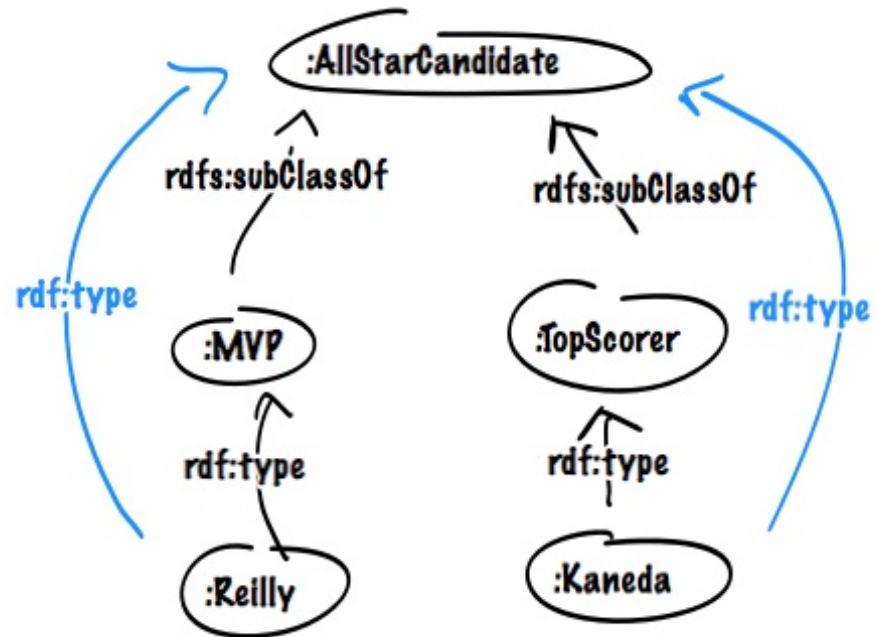 :AllStarCandidate
rdfs:subClassOf
rdfs:subClassOf
rdf:type
rdf:type
:MVP
:TopScorer
rdf:type
rdf:type
:Reilly
:Kaneda